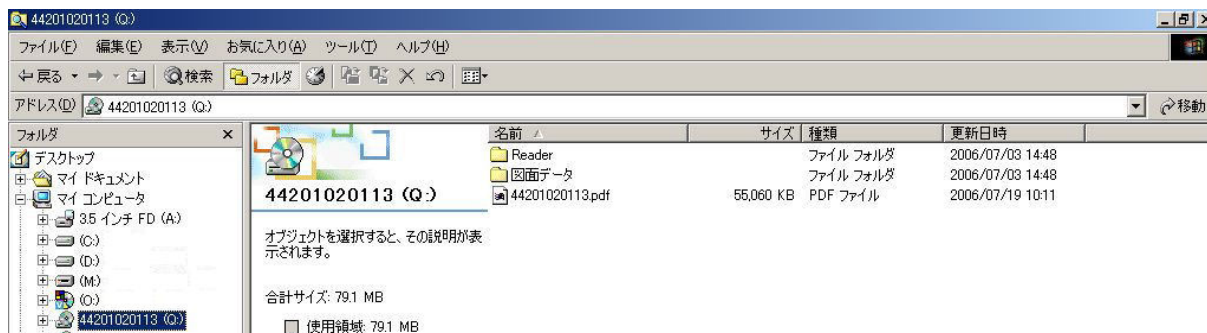 44201020113 (Q:)
ファイル(F) 編集(E) 表示(V) お気に入り(A) ツール(T) ヘルプ(H)
戻る 検索 フォルダ
アドレス(D) 44201020113 (Q:) 移動
フォルダ
デスクトップ
マイ ドキュメント
マイ コンピュータ
3.5 インチ FD (A:)
(C:)
(D:)
(M:)
(O:)
44201020113 (Q:)
44201020113 (Q:)
オブジェクトを選択すると、その説明が表
示されます。
合計サイズ: 79.1 MB
使用領域: 79.1 MB
名前 サイズ 種類 更新日時
Reader ファイル フォルダ 2006/07/03 14:48
図面データ ファイル フォルダ 2006/07/03 14:48
44201020113.pdf 55,060 KB PDF ファイル 2006/07/19 10:11